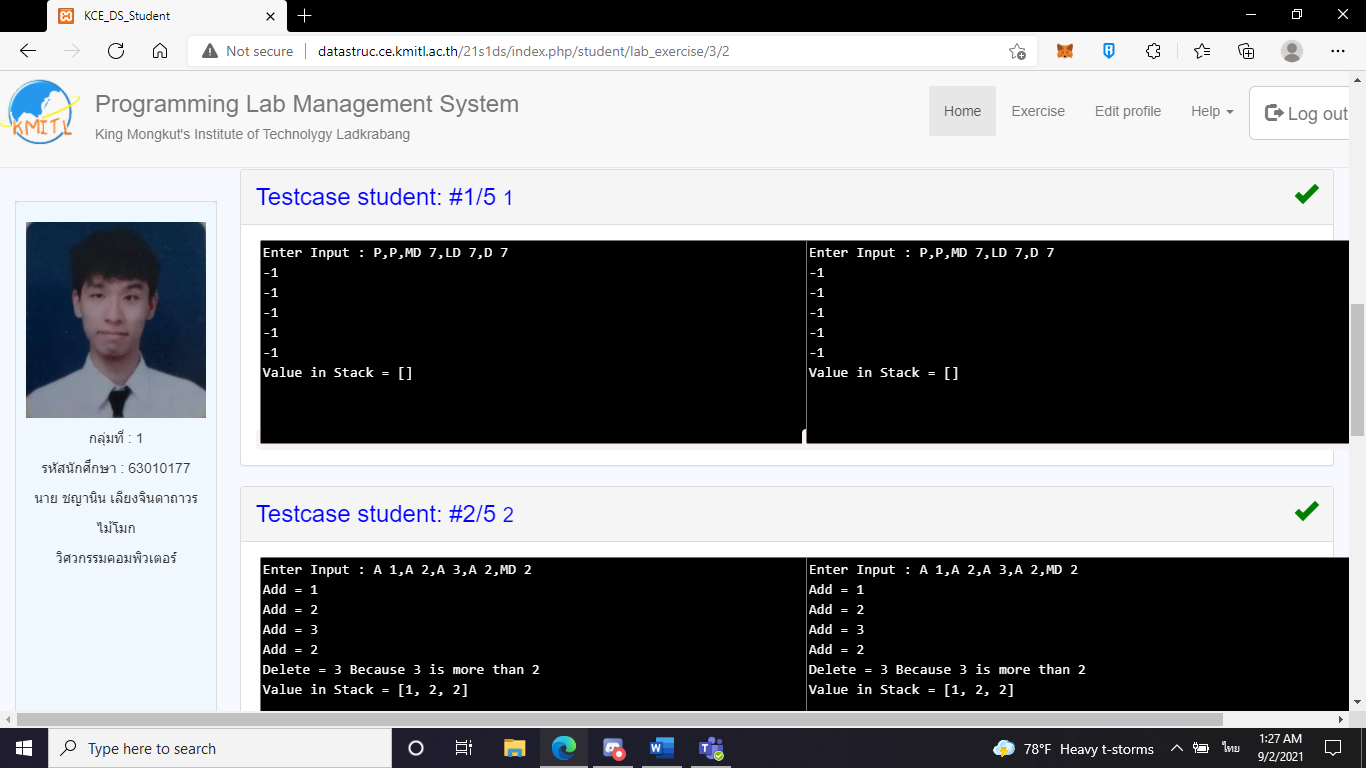 KCE_DS_Student
Not secure
datastruc.ce.kmitl.ac.th/21s1ds/index.php/student/lab_exercise/3/2
KMITL
Programming Lab Management System
King Mongkut's Institute of Technolygy Ladkrabang
Home
Exercise
Edit profile
Help
Log out
กลุ่มที่ : 1
รหัสนักศึกษา : 63010177
นาย ชญานิน เลียงจินดาถาวร
ไม้โมก
วิศวกรรมคอมพิวเตอร์
Testcase student: #1/5 1
Enter Input : P,P,MD 7,LD 7,D 7
-1
-1
-1
-1
-1
Value in Stack = []
Enter Input : P,P,MD 7,LD 7,D 7
-1
-1
-1
-1
-1
Value in Stack = []
Testcase student: #2/5 2
Enter Input : A 1,A 2,A 3,A 2,MD 2
Add = 1
Add = 2
Add = 3
Add = 2
Delete = 3 Because 3 is more than 2
Value in Stack = [1, 2, 2]
Enter Input : A 1,A 2,A 3,A 2,MD 2
Add = 1
Add = 2
Add = 3
Add = 2
Delete = 3 Because 3 is more than 2
Value in Stack = [1, 2, 2]
Type here to search
78°F Heavy t-storms
ไทย
1:27 AM
9/2/2021